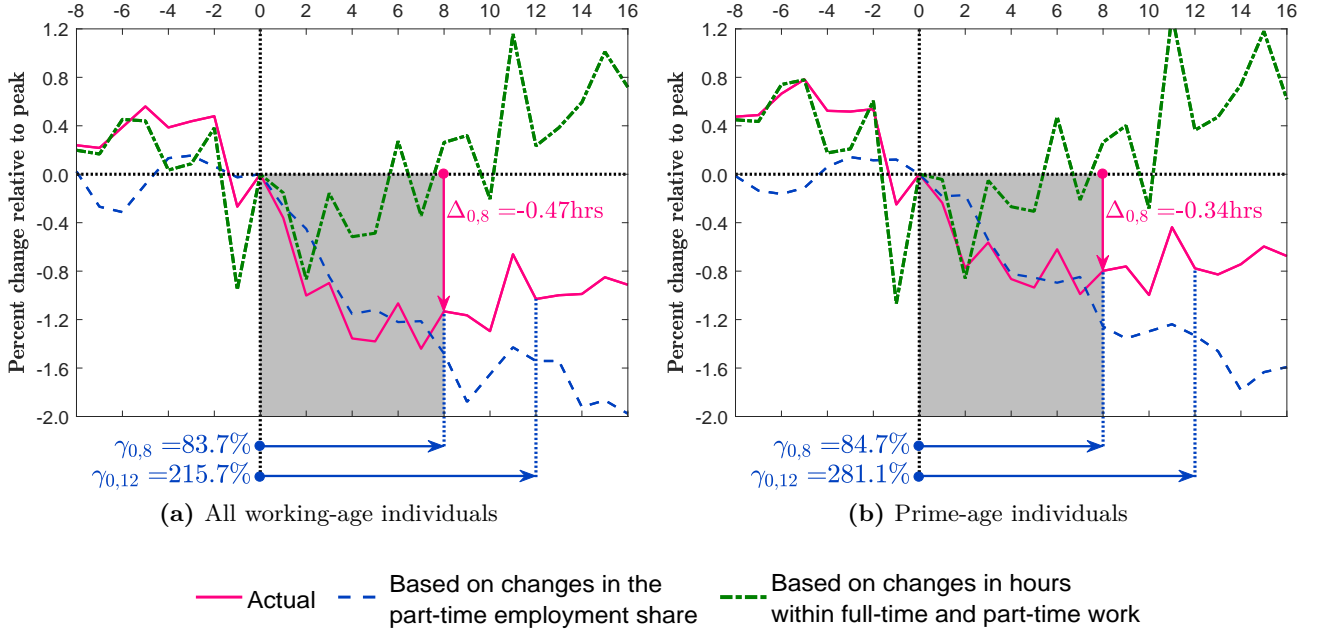 -8 -6 -4 -2 0 2 4 6 8 10 12 14 16
1.2
0.8
0.4
0.0
-0.4
-0.8
-1.2
-1.6
-2.0
Percent change relative to peak
Δ0,8 =-0.47hrs
γ0,8 =83.7%
γ0,12 =215.7%
(a) All working-age individuals
-8 -6 -4 -2 0 2 4 6 8 10 12 14 16
1.2
0.8
0.4
0.0
-0.4
-0.8
-1.2
-1.6
-2.0
Percent change relative to peak
Δ0,8 =-0.34hrs
γ0,8 =84.7%
γ0,12 =281.1%
(b) Prime-age individuals
Actual
Based on changes in the
part-time employment share
Based on changes in hours
within full-time and part-time work